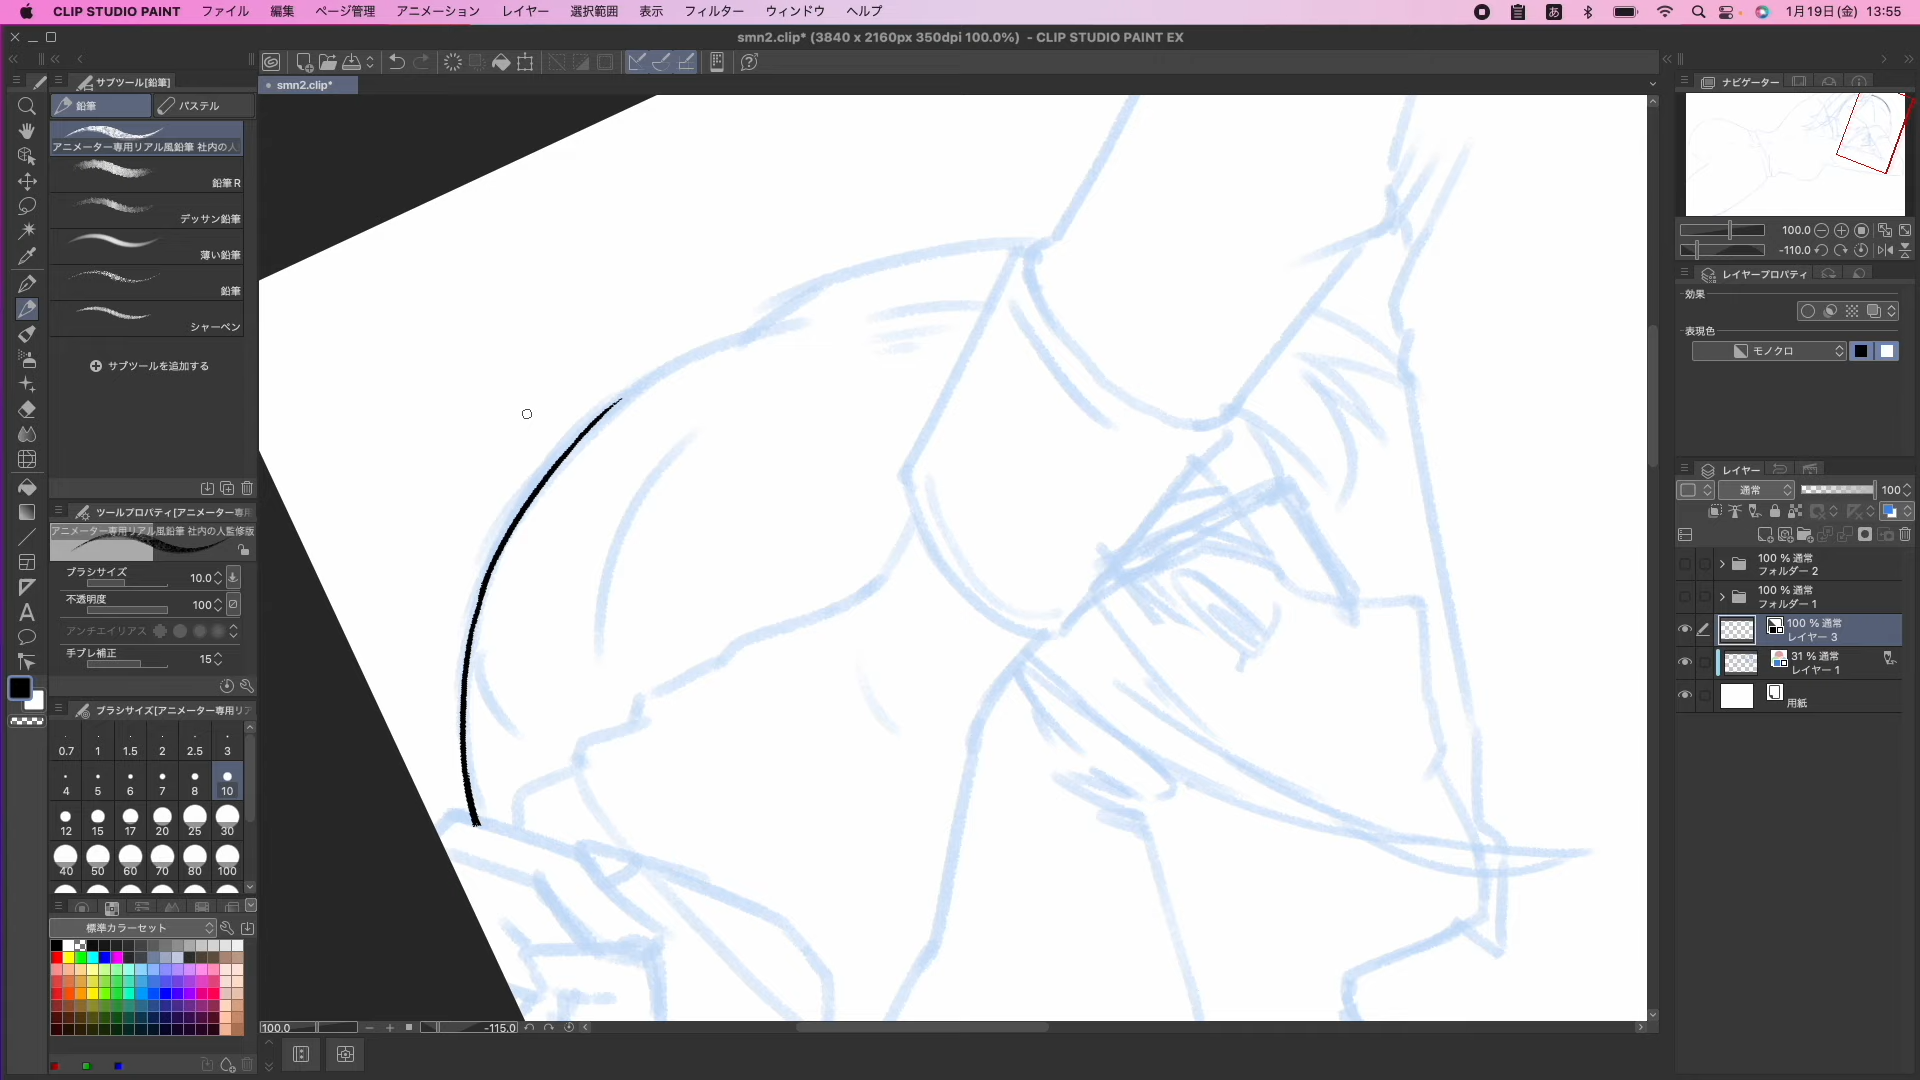 CLIP STUDIO PAINT ファイル 編集 ページ管理 アニメーション レイヤー 選択範囲 表示 フィルター ウィンドウ ヘルプ
あ 1月19日(金) 13:55
smn2.clip* (3840 x 2160px 350dpi 100.0%) - CLIP STUDIO PAINT EX
smn2.clip*
サブツール[鉛筆]
鉛筆 パステル
アニメーター専用リアル風鉛筆 社内の人
鉛筆R
デッサン鉛筆
薄い鉛筆
鉛筆
シャーペン
サブツールを追加する
ツールプロパティ[アニメーター専用
アニメーター専用リアル風鉛筆 社内の人監修版
ブラシサイズ 10.0
不透明度 100
アンチエイリアス
手ブレ補正 15
ブラシサイズ[アニメーター専用リア
0.7 1 1.5 2 2.5 3
4 5 6 7 8 10
12 15 17 20 25 30
40 50 60 70 80 100
標準カラーセット
100.0 -115.0
ナビゲーター
100.0
-110.0
レイヤープロパティ
効果
表現色
モノクロ
レイヤー
通常 100
100 % 通常
フォルダー 2
100 % 通常
フォルダー 1
100 % 通常
レイヤー 3
31 % 通常
レイヤー 1
用紙